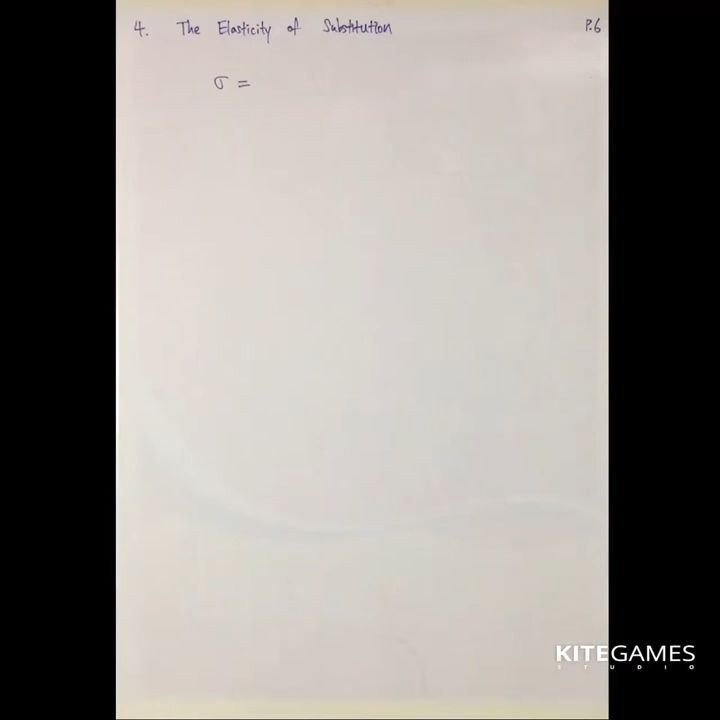 4. The Elasticity of Substitution P.6
σ =
KITEGAMES
STUDIO